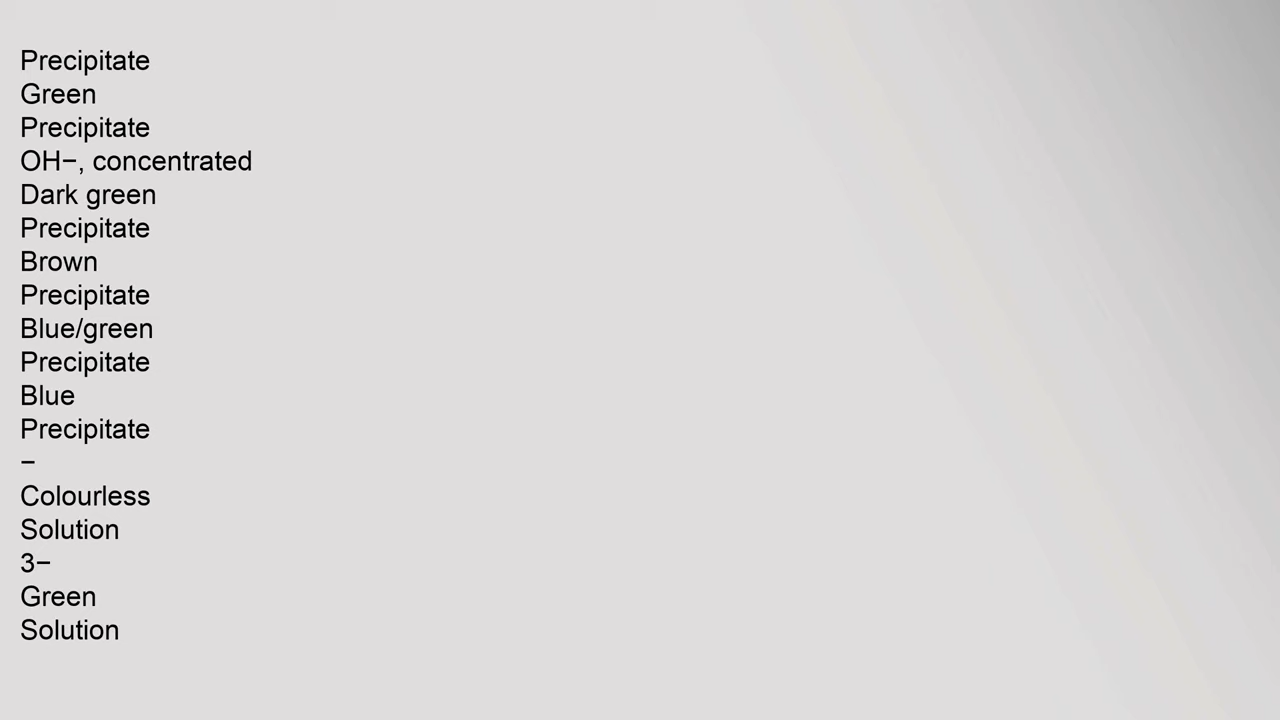 Precipitate
Green
Precipitate
OH−, concentrated
Dark green
Precipitate
Brown
Precipitate
Blue/green
Precipitate
Blue
Precipitate
−
Colourless
Solution
3−
Green
Solution